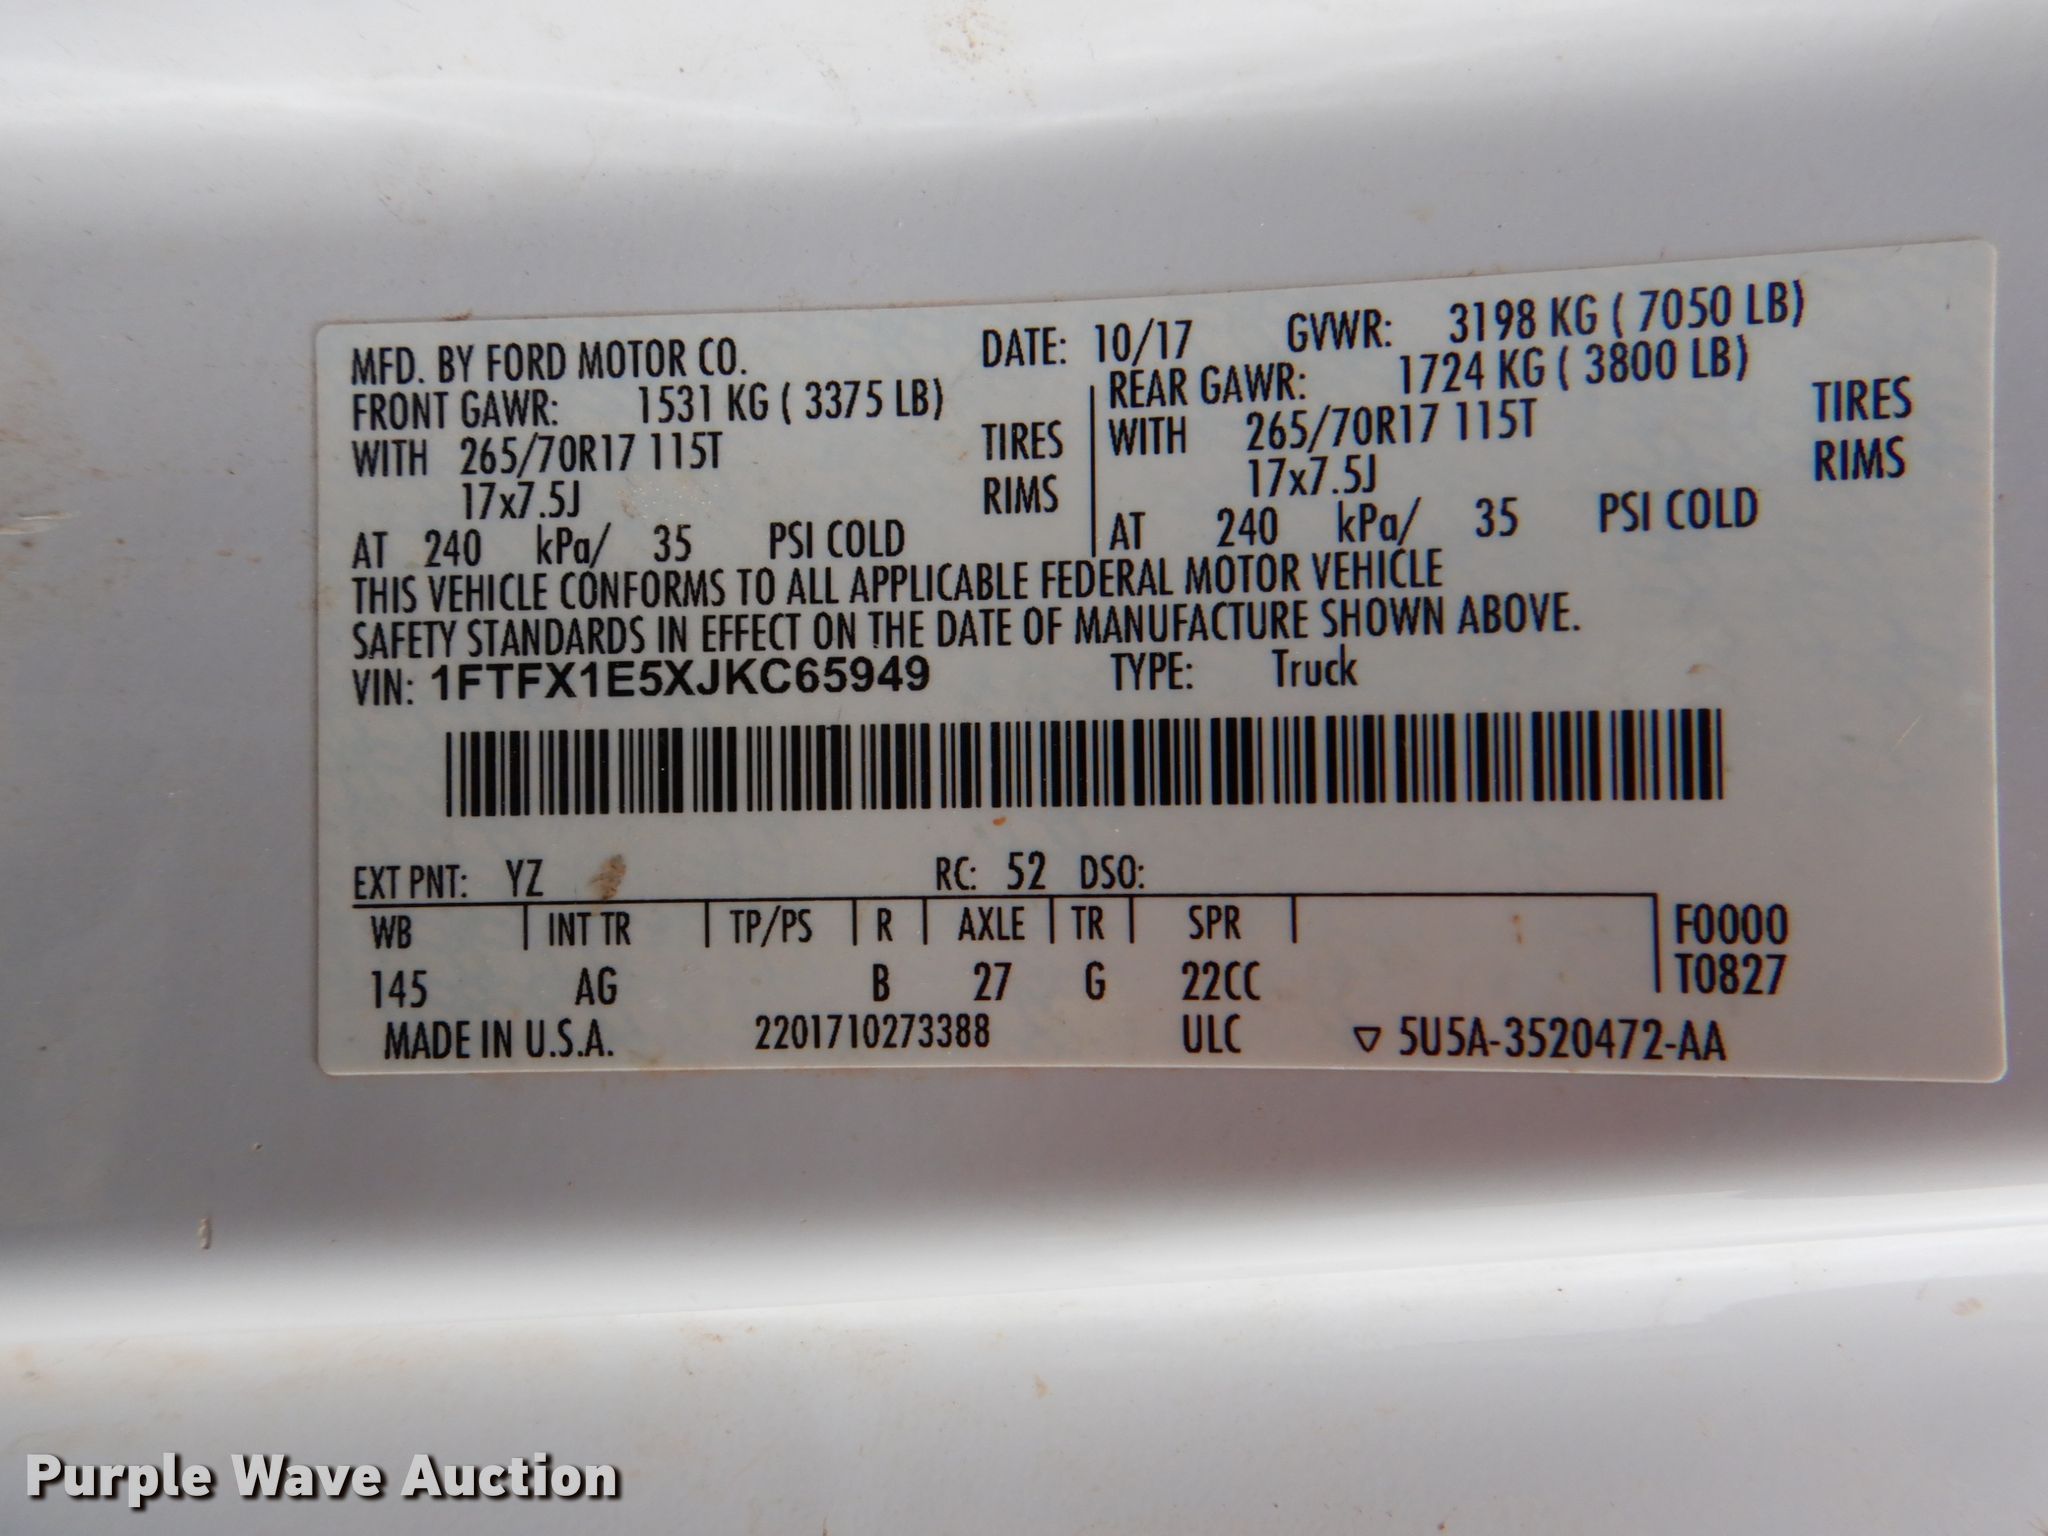 MFD. BY FORD MOTOR CO. DATE: 10/17 GVWR: 3198 KG ( 7050 LB)
FRONT GAWR: 1531 KG ( 3375 LB) REAR GAWR: 1724 KG ( 3800 LB)
WITH 265/70R17 115T TIRES WITH 265/70R17 115T TIRES
17x7.5J RIMS 17x7.5J RIMS
AT 240 kPa/ 35 PSI COLD AT 240 kPa/ 35 PSI COLD
THIS VEHICLE CONFORMS TO ALL APPLICABLE FEDERAL MOTOR VEHICLE
SAFETY STANDARDS IN EFFECT ON THE DATE OF MANUFACTURE SHOWN ABOVE.
VIN: 1FTFX1E5XJKC65949 TYPE: Truck
EXT PNT: YZ RC: 52 DSO:
WB INT TR TP/PS R AXLE TR SPR F0000
145 AG B 27 G 22CC T0827
MADE IN U.S.A. 2201710273388 ULC ▽ 5U5A-3520472-AA
Purple Wave Auction